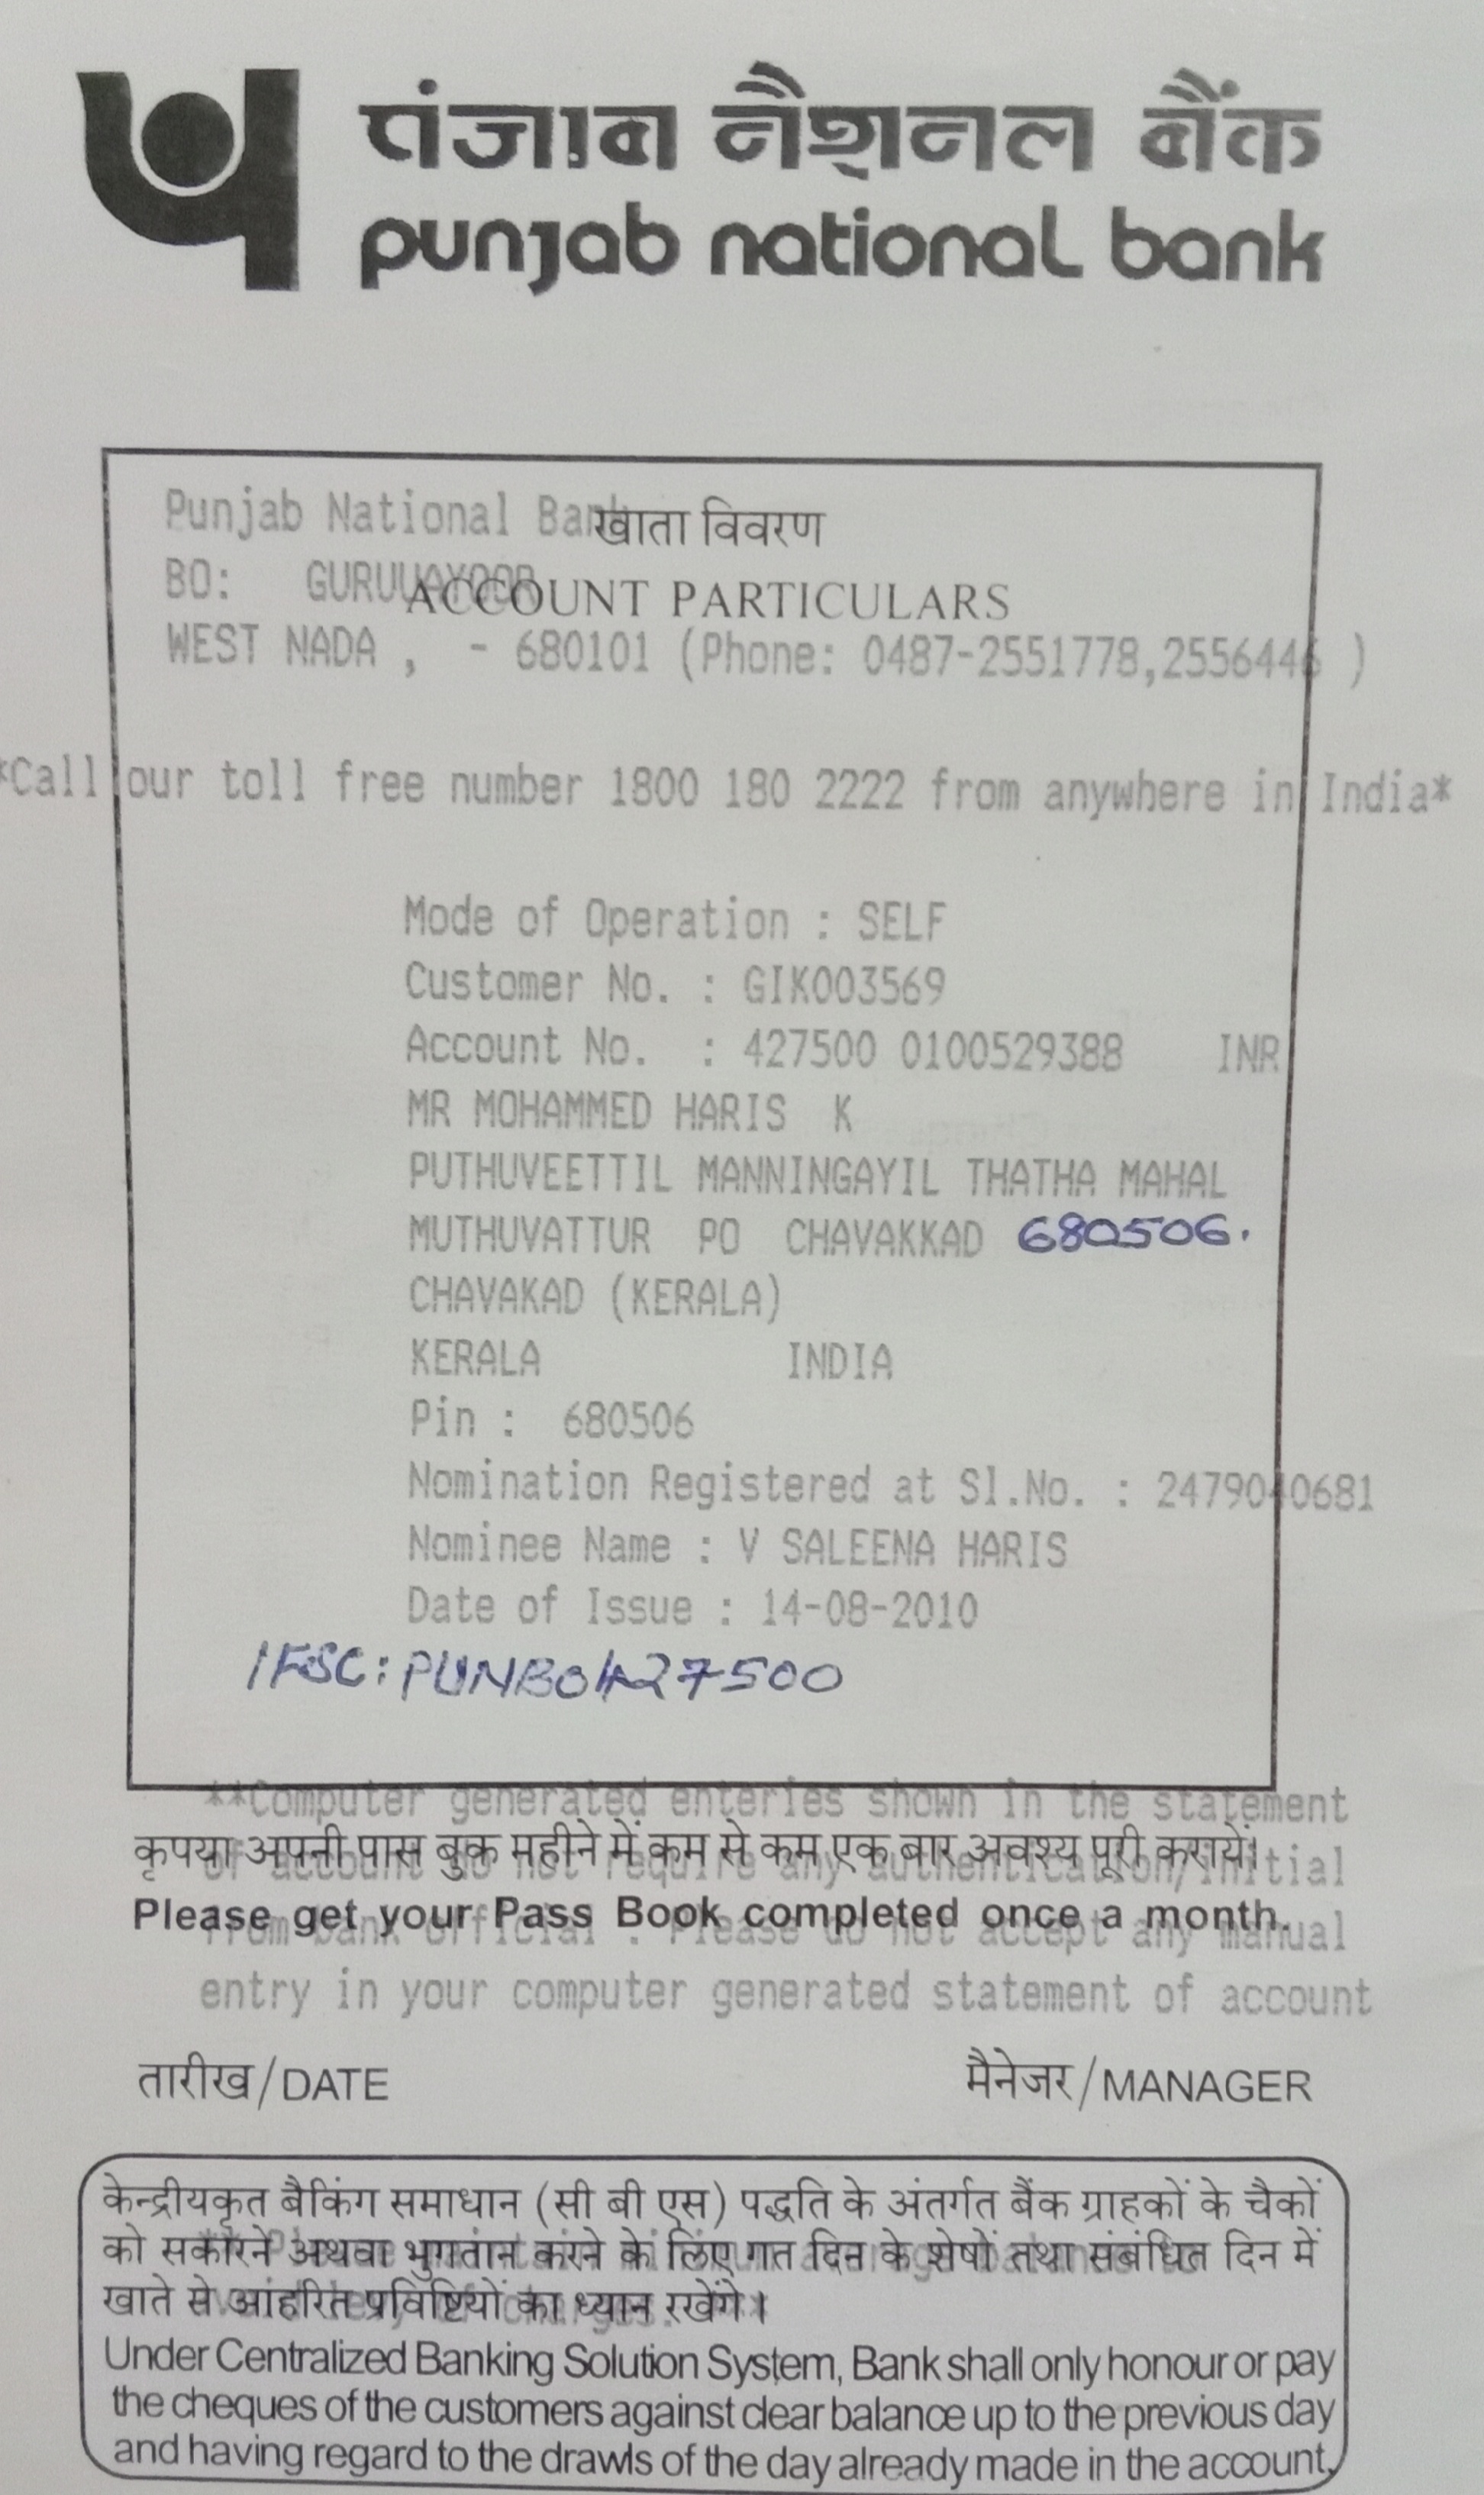 पंजाब नैशनल बैंक
punjab national bank
Punjab National Bank
खाता विवरण
BO: GURUVAYOOR
ACCOUNT PARTICULARS
WEST NADA , - 680101 (Phone: 0487-2551778,2556446 )
*Call our toll free number 1800 180 2222 from anywhere in India*
Mode of Operation : SELF
Customer No. : GIK003569
Account No. : 427500 0100529388 INR
MR MOHAMMED HARIS K
PUTHUVEETTIL MANNINGAYIL THATHA MAHAL
MUTHUVATTUR PO CHAVAKKAD 680506.
CHAVAKAD (KERALA)
KERALA INDIA
Pin : 680506
Nomination Registered at Sl.No. : 2479040681
Nominee Name : V SALEENA HARIS
Date of Issue : 14-08-2010
IFSC: PUNB0427500
**Computer generated enteries shown in the statement
कृपया अपनी पास बुक महीने में कम से कम एक बार अवश्य पूरी करायें।
of account do not require any authentication/initial
Please get your Pass Book completed once a month.
from bank official . Please do not accept any manual
entry in your computer generated statement of account
तारीख/DATE मैनेजर/MANAGER
केन्द्रीयकृत बैकिंग समाधान (सी बी एस) पद्धति के अंतर्गत बैंक ग्राहकों के चैकों
को सकारने अथवा भुगतान करने के लिए गत दिन के शेषों तथा संबंधित दिन में
खाते से आहरित प्रविष्टियों का ध्यान रखेंगे।
Under Centralized Banking Solution System, Bank shall only honour or pay
the cheques of the customers against clear balance up to the previous day
and having regard to the drawls of the day already made in the account.